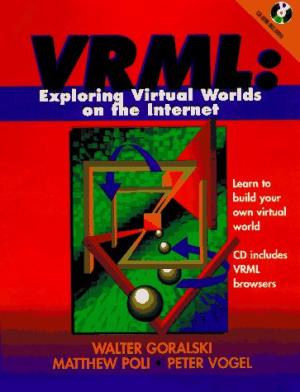 VRML:
Exploring Virtual Worlds
on the Internet
Learn to
build your
own virtual
world
CD includes
VRML
browsers
WALTER GORALSKI
MATTHEW POLI • PETER VOGEL